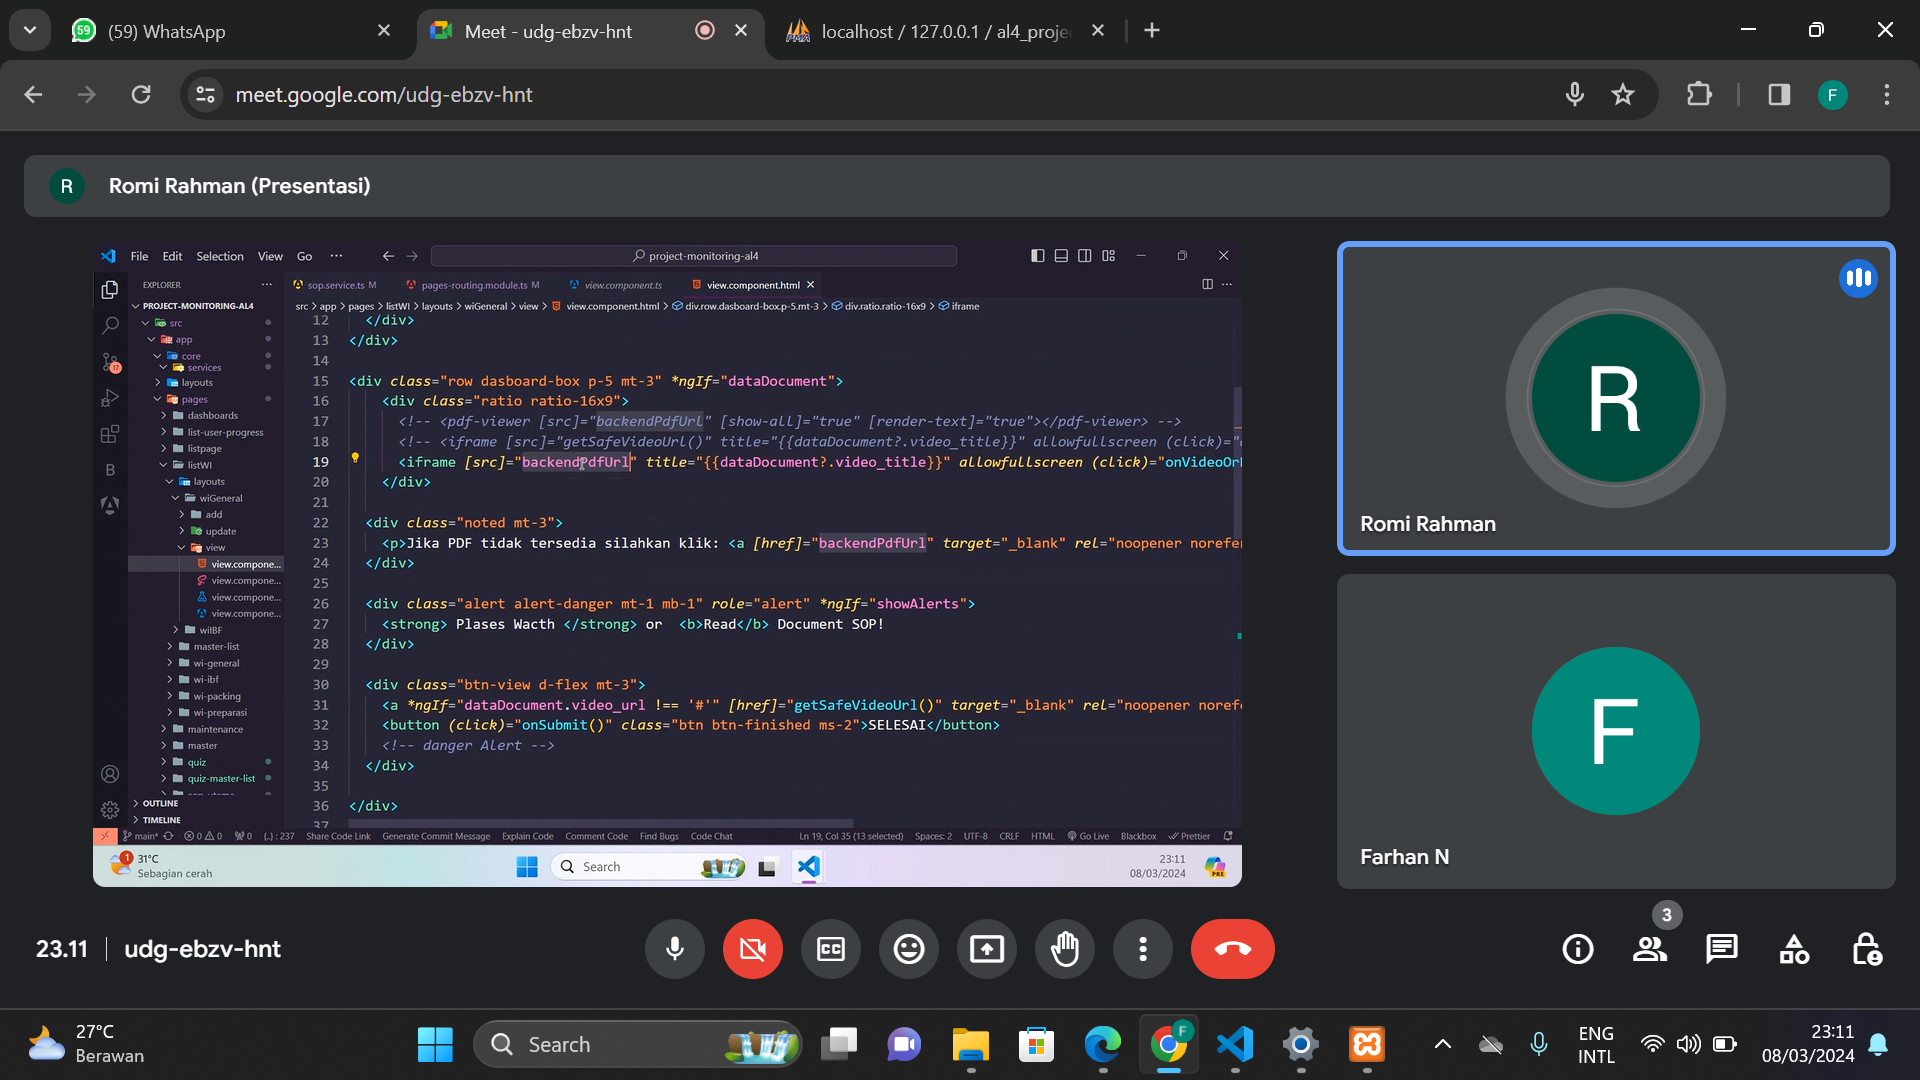 (59) WhatsApp
Meet - udg-ebzv-hnt
localhost / 127.0.0.1 / al4_proje
meet.google.com/udg-ebzv-hnt
F
R
Romi Rahman (Presentasi)
File Edit Selection View Go ···
project-monitoring-al4
EXPLORER
sop.service.ts M
pages-routing.module.ts M
view.component.ts
view.component.html
PROJECT-MONITORING-AL4
src > app > pages > listWI > layouts > wiGeneral > view > view.component.html > div.row.dasboard-box.p-5.mt-3 > div.ratio.ratio-16x9 > iframe
src
app
core
services
layouts
pages
dashboards
list-user-progress
listpage
listWI
layouts
wiGeneral
add
update
view
view.compone...
view.compone...
view.compone...
view.compone...
wiIBF
master-list
wi-general
wi-ibf
wi-packing
wi-preparasi
maintenance
master
quiz
quiz-master-list
OUTLINE
TIMELINE
17
12 </div>
13 </div>
14
15 <div class="row dasboard-box p-5 mt-3" *ngIf="dataDocument">
16 <div class="ratio ratio-16x9">
17 <!-- <pdf-viewer [src]="backendPdfUrl" [show-all]="true" [render-text]="true"></pdf-viewer> -->
18 <!-- <iframe [src]="getSafeVideoUrl()" title="{{dataDocument?.video_title}}" allowfullscreen (click)="
19 <iframe [src]="backendPdfUrl" title="{{dataDocument?.video_title}}" allowfullscreen (click)="onVideoOr
20 </div>
21
22 <div class="noted mt-3">
23 <p>Jika PDF tidak tersedia silahkan klik: <a [href]="backendPdfUrl" target="_blank" rel="noopener norefe
24 </div>
25
26 <div class="alert alert-danger mt-1 mb-1" role="alert" *ngIf="showAlerts">
27 <strong> Plases Wacth </strong> or <b>Read</b> Document SOP!
28 </div>
29
30 <div class="btn-view d-flex mt-3">
31 <a *ngIf="dataDocument.video_url !== '#'" [href]="getSafeVideoUrl()" target="_blank" rel="noopener noref
32 <button (click)="onSubmit()" class="btn btn-finished ms-2">SELESAI</button>
33 <!-- danger Alert -->
34 </div>
35
36 </div>
37
main* 0 0 0 {..} : 237 Share Code Link Generate Commit Message Explain Code Comment Code Find Bugs Code Chat Ln 19, Col 35 (13 selected) Spaces: 2 UTF-8 CRLF HTML Go Live Blackbox Prettier
1
31°C
Sebagian cerah
Search
23:11
08/03/2024
PRE
R
Romi Rahman
F
Farhan N
23.11 | udg-ebzv-hnt
CC
3
27°C
Berawan
Search
F
ENG
INTL
23:11
08/03/2024